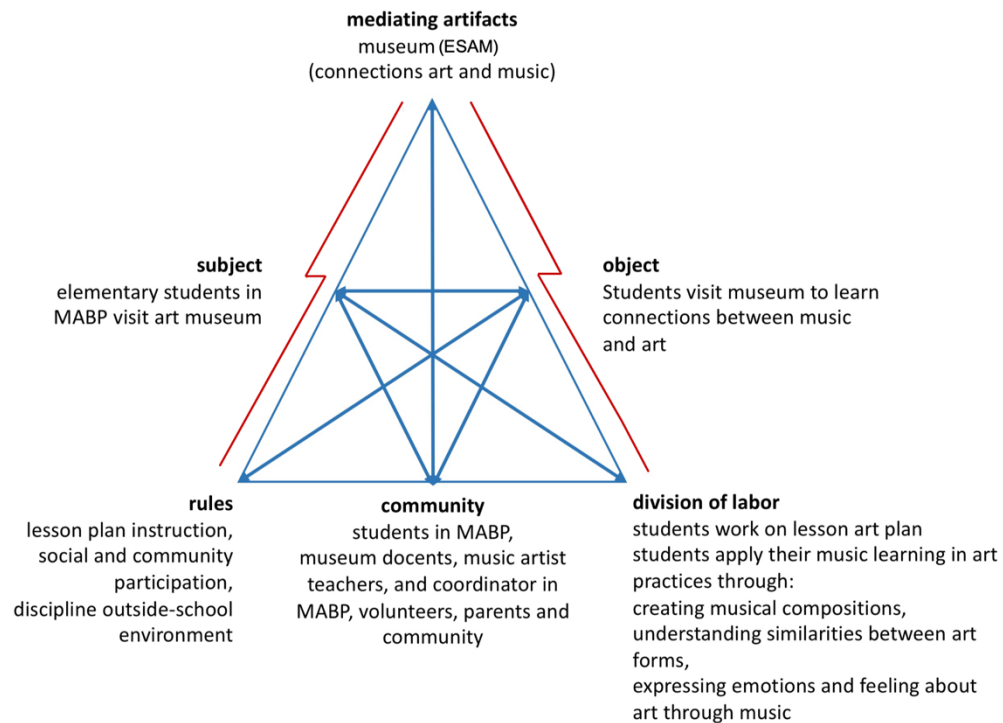 mediating artifacts
museum (ESAM)
(connections art and music)
subject
elementary students in
MABP visit art museum
object
Students visit museum to learn
connections between music
and art
rules
lesson plan instruction,
social and community
participation,
discipline outside-school
environment
community
students in MABP,
museum docents, music artist
teachers, and coordinator in
MABP, volunteers, parents and
community
division of labor
students work on lesson art plan
students apply their music learning in art
practices through:
creating musical compositions,
understanding similarities between art
forms,
expressing emotions and feeling about
art through music